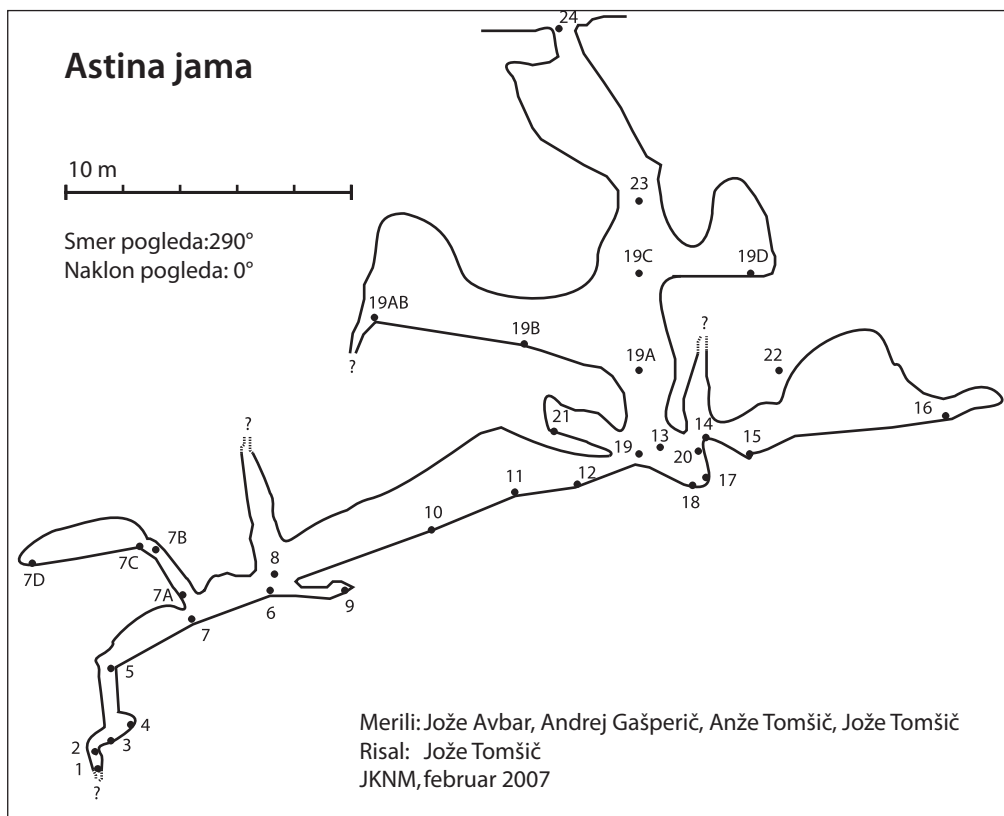 24
Astina jama
10 m
23
Smer pogleda:290°
Naklon pogleda: 0°
19C
19D
19AB
19B
?
?
19A
22
16
21
?
14
13
15
19
20
17
18
12
11
10
7B
7C
8
7D
7A
6
9
7
5
4
3
2
1
?
Merili: Jože Avbar, Andrej Gašperič, Anže Tomšič, Jože Tomšič
Risal: Jože Tomšič
JKNM, februar 2007